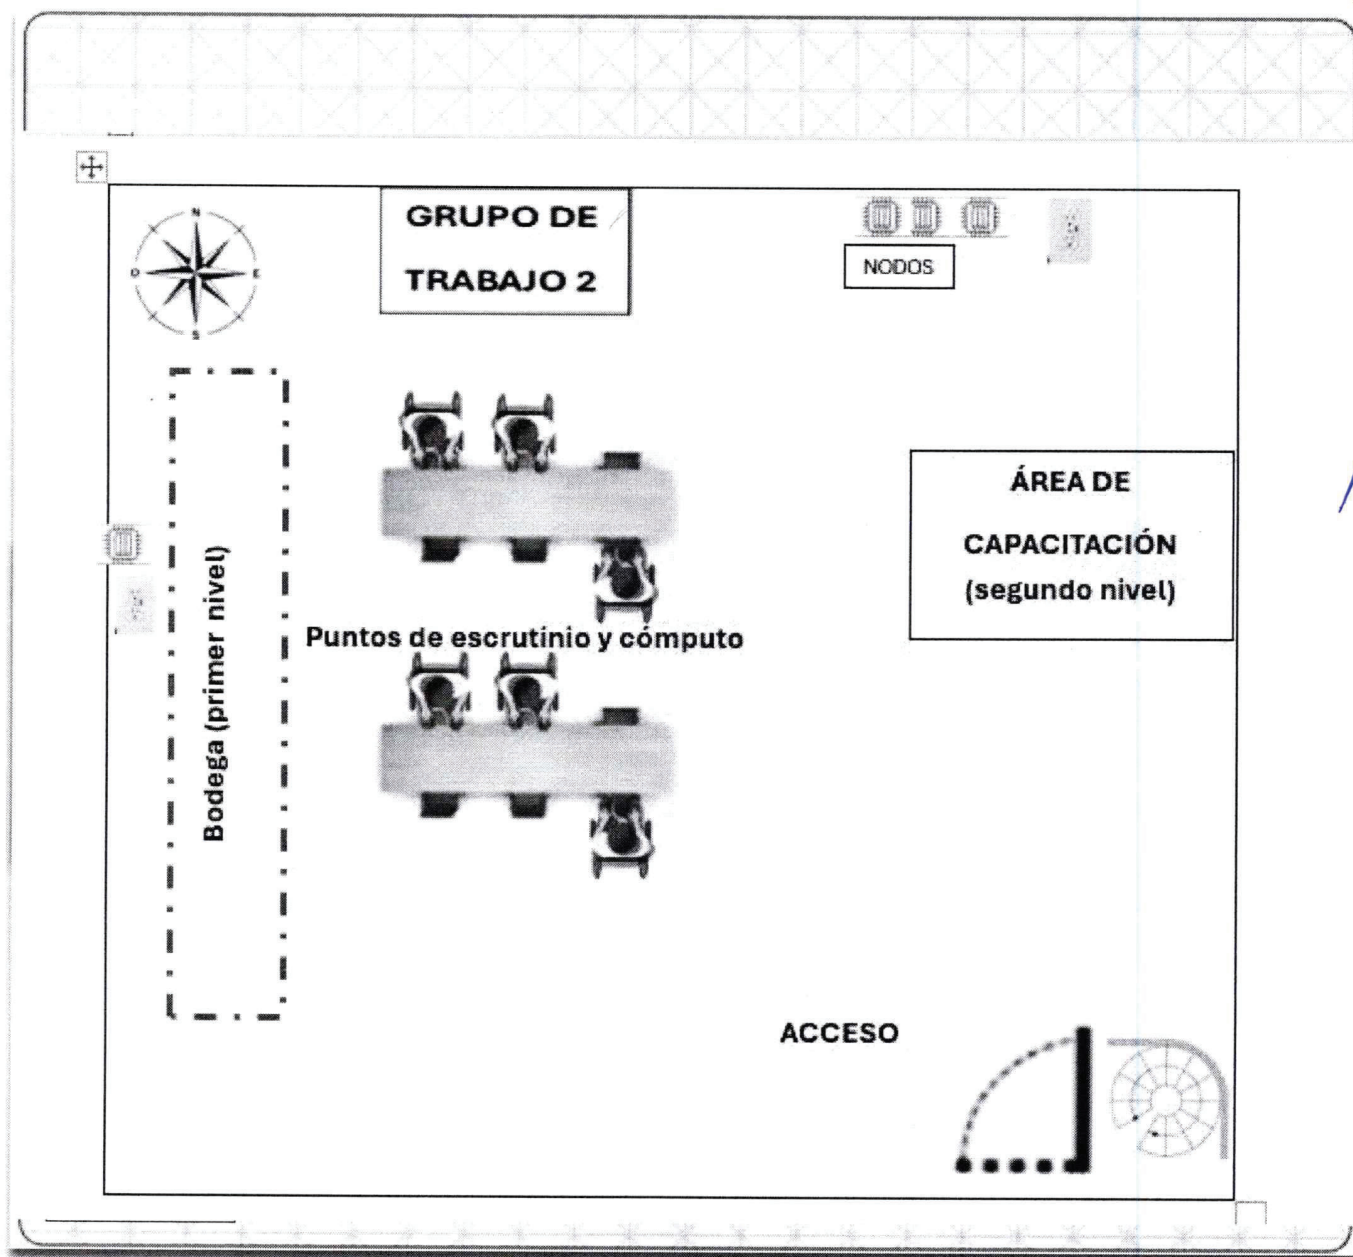 GRUPO DE
TRABAJO 2
NODOS
N
O
E
S
ÁREA DE
CAPACITACIÓN
(segundo nivel)
Bodega (primer nivel)
Puntos de escrutinio y cómputo
ACCESO